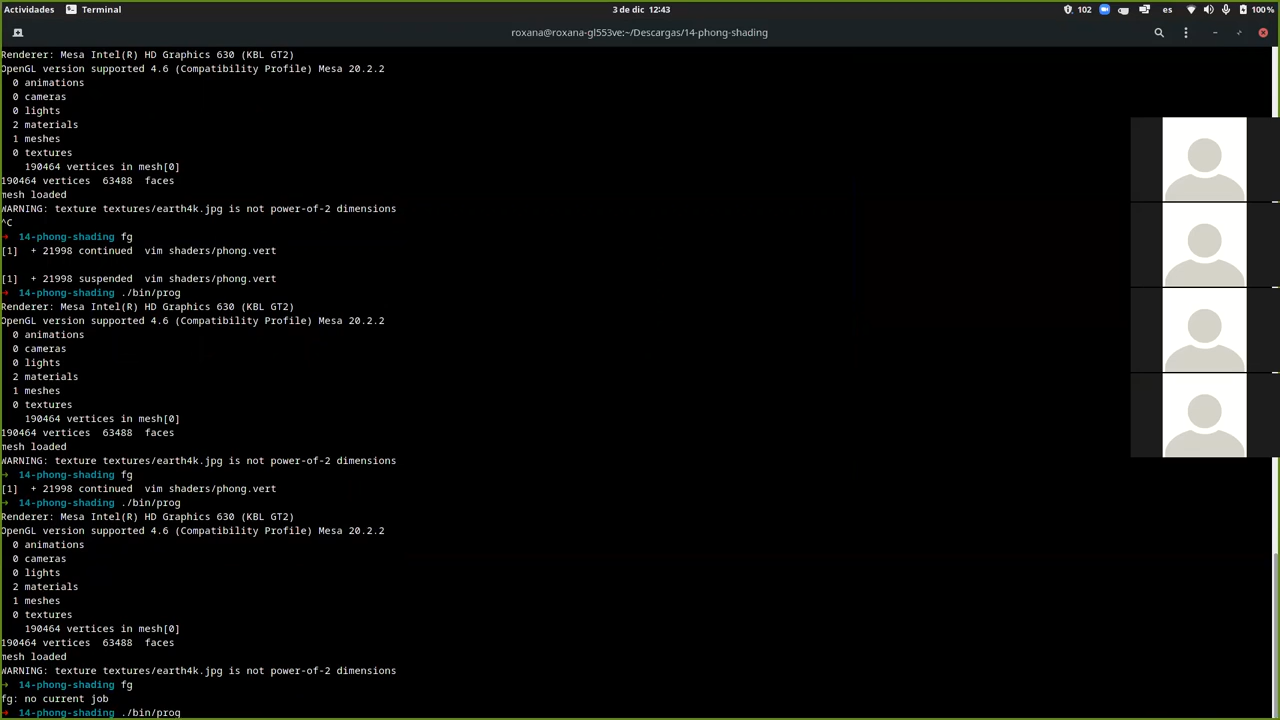 Actividades Terminal 3 de dic 12:43 102 es 100 %
roxana@roxana-gl553ve:~/Descargas/14-phong-shading
Renderer: Mesa Intel(R) HD Graphics 630 (KBL GT2)
OpenGL version supported 4.6 (Compatibility Profile) Mesa 20.2.2
0 animations
0 cameras
0 lights
2 materials
1 meshes
0 textures
190464 vertices in mesh[0]
190464 vertices 63488 faces
mesh loaded
WARNING: texture textures/earth4k.jpg is not power-of-2 dimensions
^C
→ 14-phong-shading fg
[1] + 21998 continued vim shaders/phong.vert
[1] + 21998 suspended vim shaders/phong.vert
→ 14-phong-shading ./bin/prog
Renderer: Mesa Intel(R) HD Graphics 630 (KBL GT2)
OpenGL version supported 4.6 (Compatibility Profile) Mesa 20.2.2
0 animations
0 cameras
0 lights
2 materials
1 meshes
0 textures
190464 vertices in mesh[0]
190464 vertices 63488 faces
mesh loaded
WARNING: texture textures/earth4k.jpg is not power-of-2 dimensions
→ 14-phong-shading fg
[1] + 21998 continued vim shaders/phong.vert
→ 14-phong-shading ./bin/prog
Renderer: Mesa Intel(R) HD Graphics 630 (KBL GT2)
OpenGL version supported 4.6 (Compatibility Profile) Mesa 20.2.2
0 animations
0 cameras
0 lights
2 materials
1 meshes
0 textures
190464 vertices in mesh[0]
190464 vertices 63488 faces
mesh loaded
WARNING: texture textures/earth4k.jpg is not power-of-2 dimensions
→ 14-phong-shading fg
fg: no current job
→ 14-phong-shading ./bin/prog